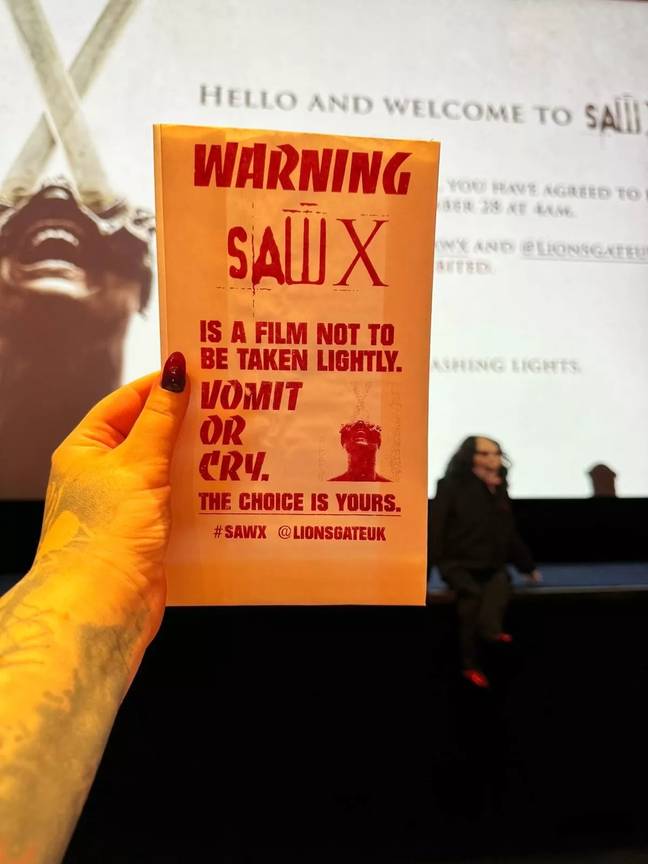 HELLO AND WELCOME TO SAW
YOU HAVE AGREED TO
28 AT 4AM.
AND @LIONSGATEU
ASHING LIGHTS.
WARNING
SAW X
IS A FILM NOT TO
BE TAKEN LIGHTLY.
VOMIT
OR
CRY.
THE CHOICE IS YOURS.
#SAWX @LIONSGATEUK